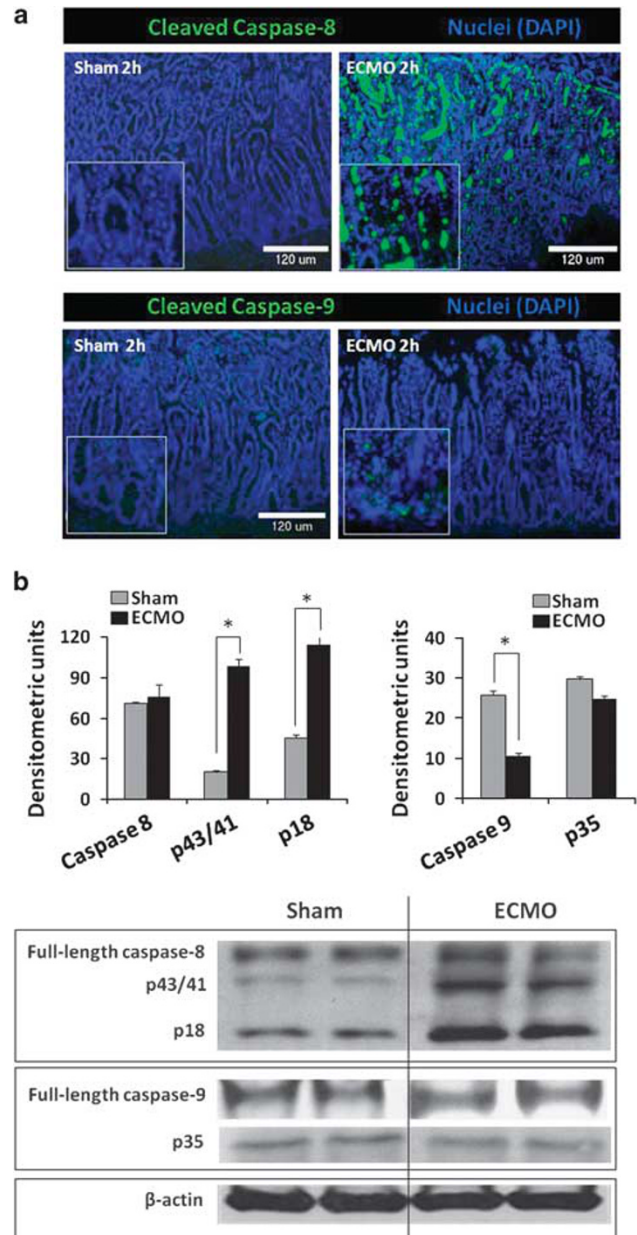 a
Cleaved Caspase-8 Nuclei (DAPI)
Sham 2h
ECMO 2h
120 um
120 um
Cleaved Caspase-9 Nuclei (DAPI)
Sham 2h
ECMO 2h
120 um
120 um
b
Densitometric units
120
90
60
30
0
Sham
ECMO
*
*
Caspase 8
p43/41
p18
Densitometric units
40
30
20
10
0
Sham
ECMO
*
Caspase 9
p35
Sham ECMO
Full-length caspase-8
p43/41
p18
Full-length caspase-9
p35
β-actin